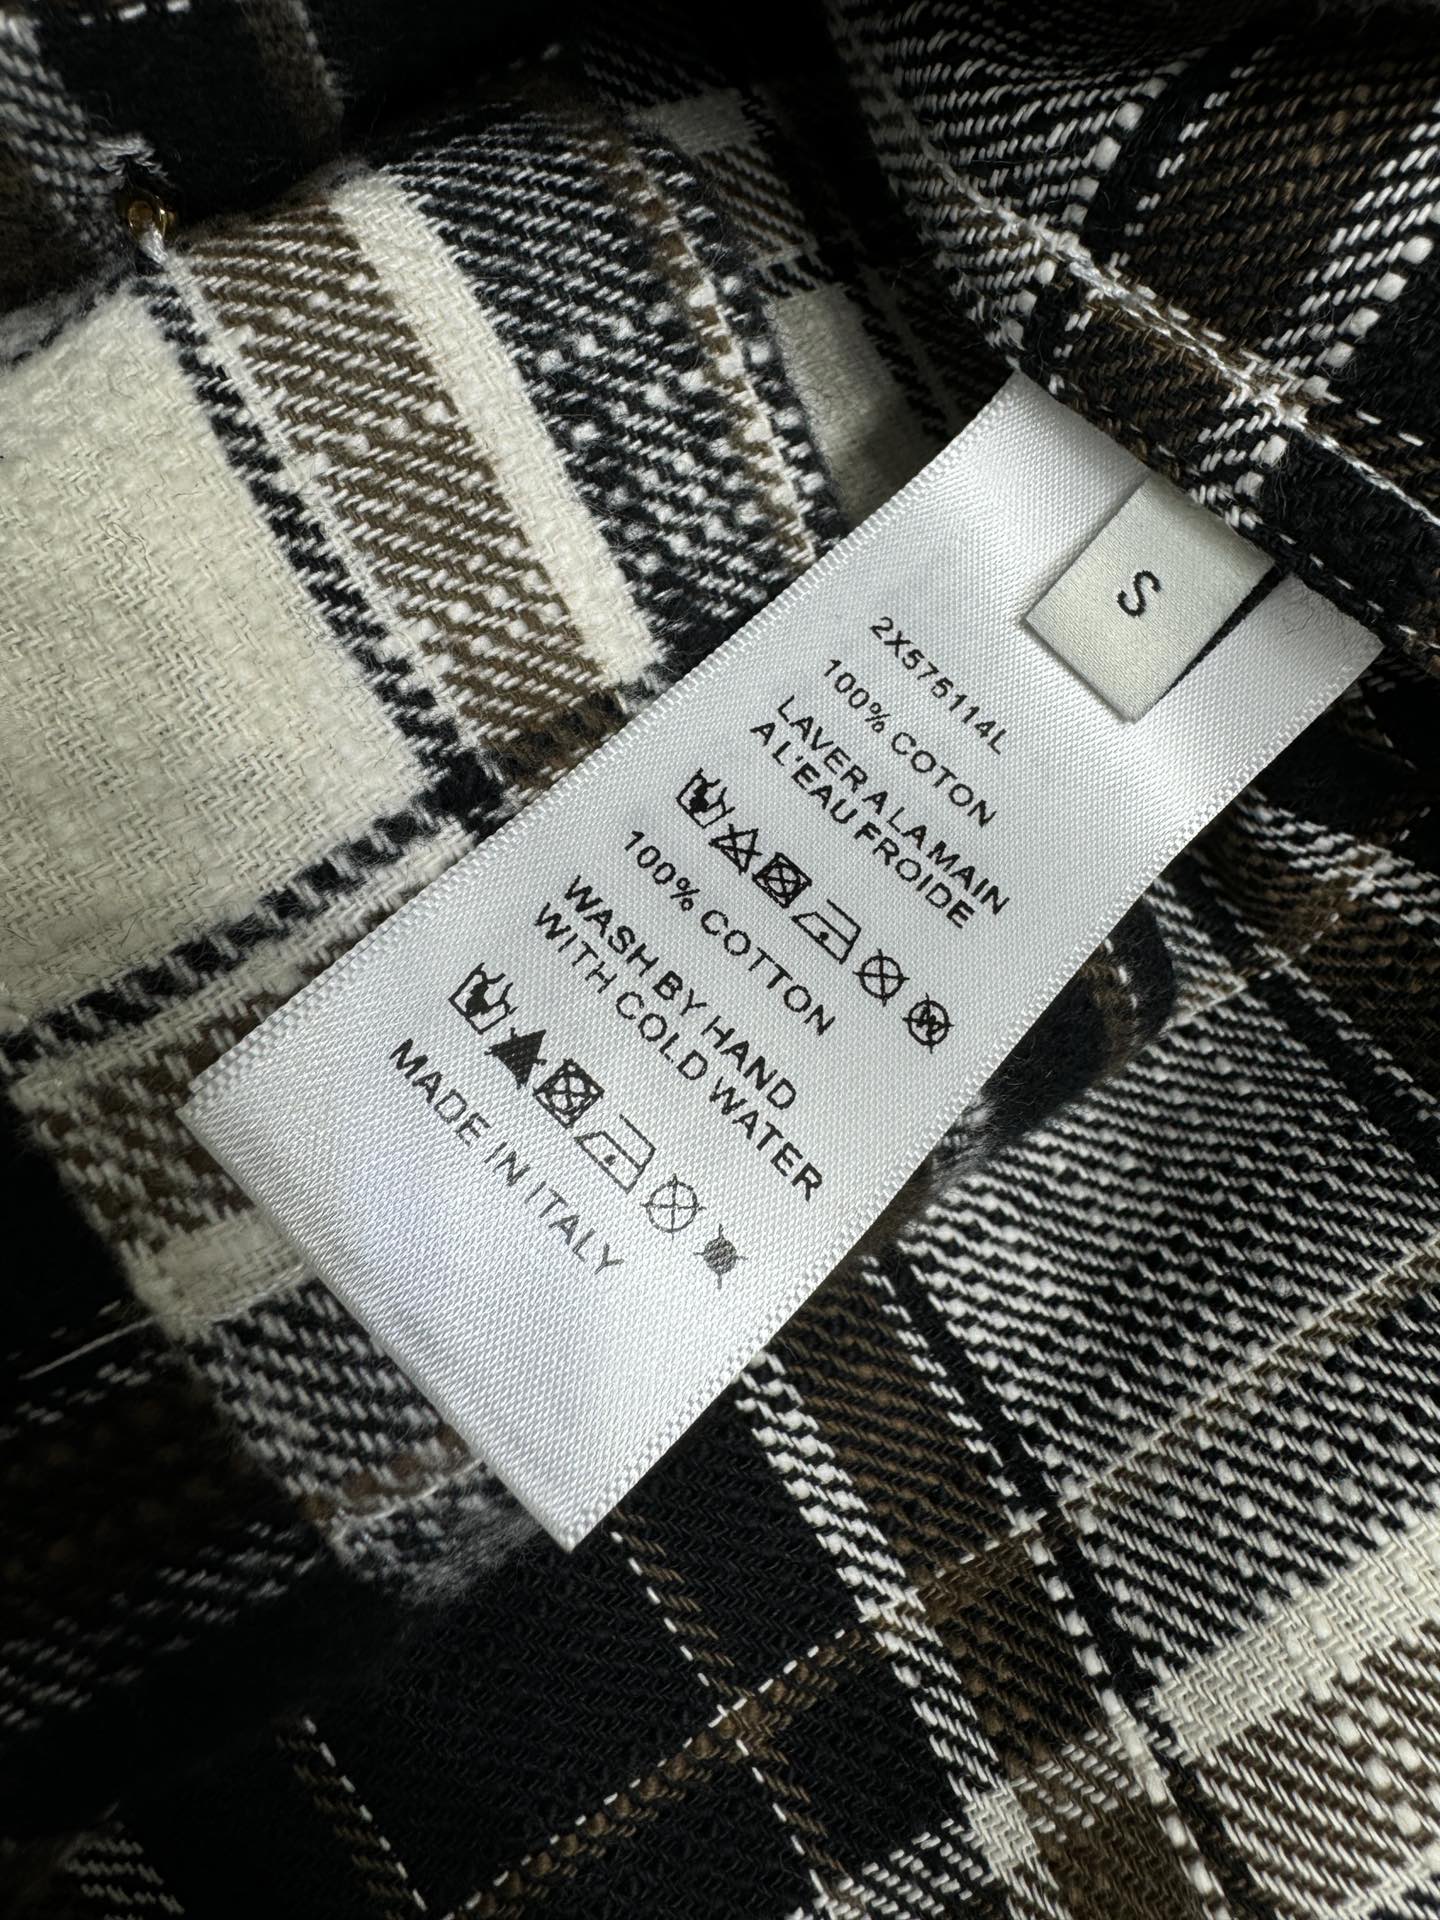 S
2X575114L
100% COTON
LAVER A LA MAIN
A L'EAU FROIDE
W
100% COTTON
WASH BY HAND
WITH COLD WATER
MADE IN ITALY